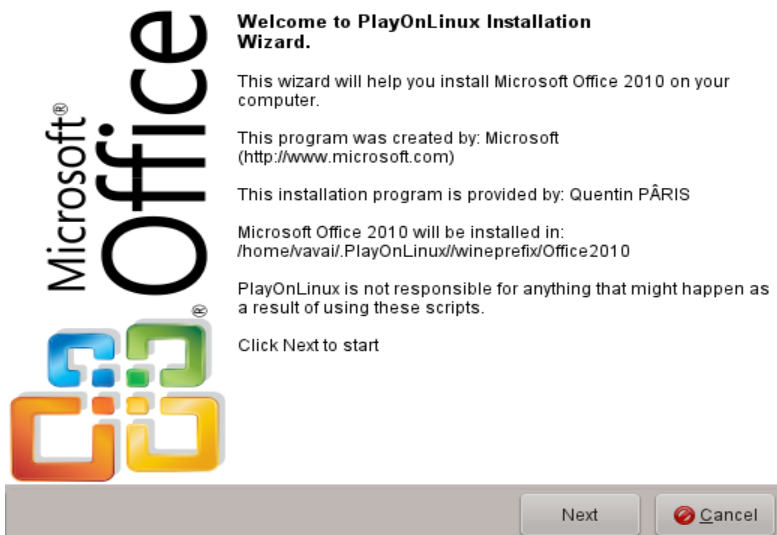 Microsoft®
Office®
Welcome to PlayOnLinux Installation
Wizard.
This wizard will help you install Microsoft Office 2010 on your
computer.
This program was created by: Microsoft
(http://www.microsoft.com)
This installation program is provided by: Quentin PÂRIS
Microsoft Office 2010 will be installed in:
/home/vavai/.PlayOnLinux//wineprefix/Office2010
PlayOnLinux is not responsible for anything that might happen as
a result of using these scripts.
Click Next to start
Next
Cancel